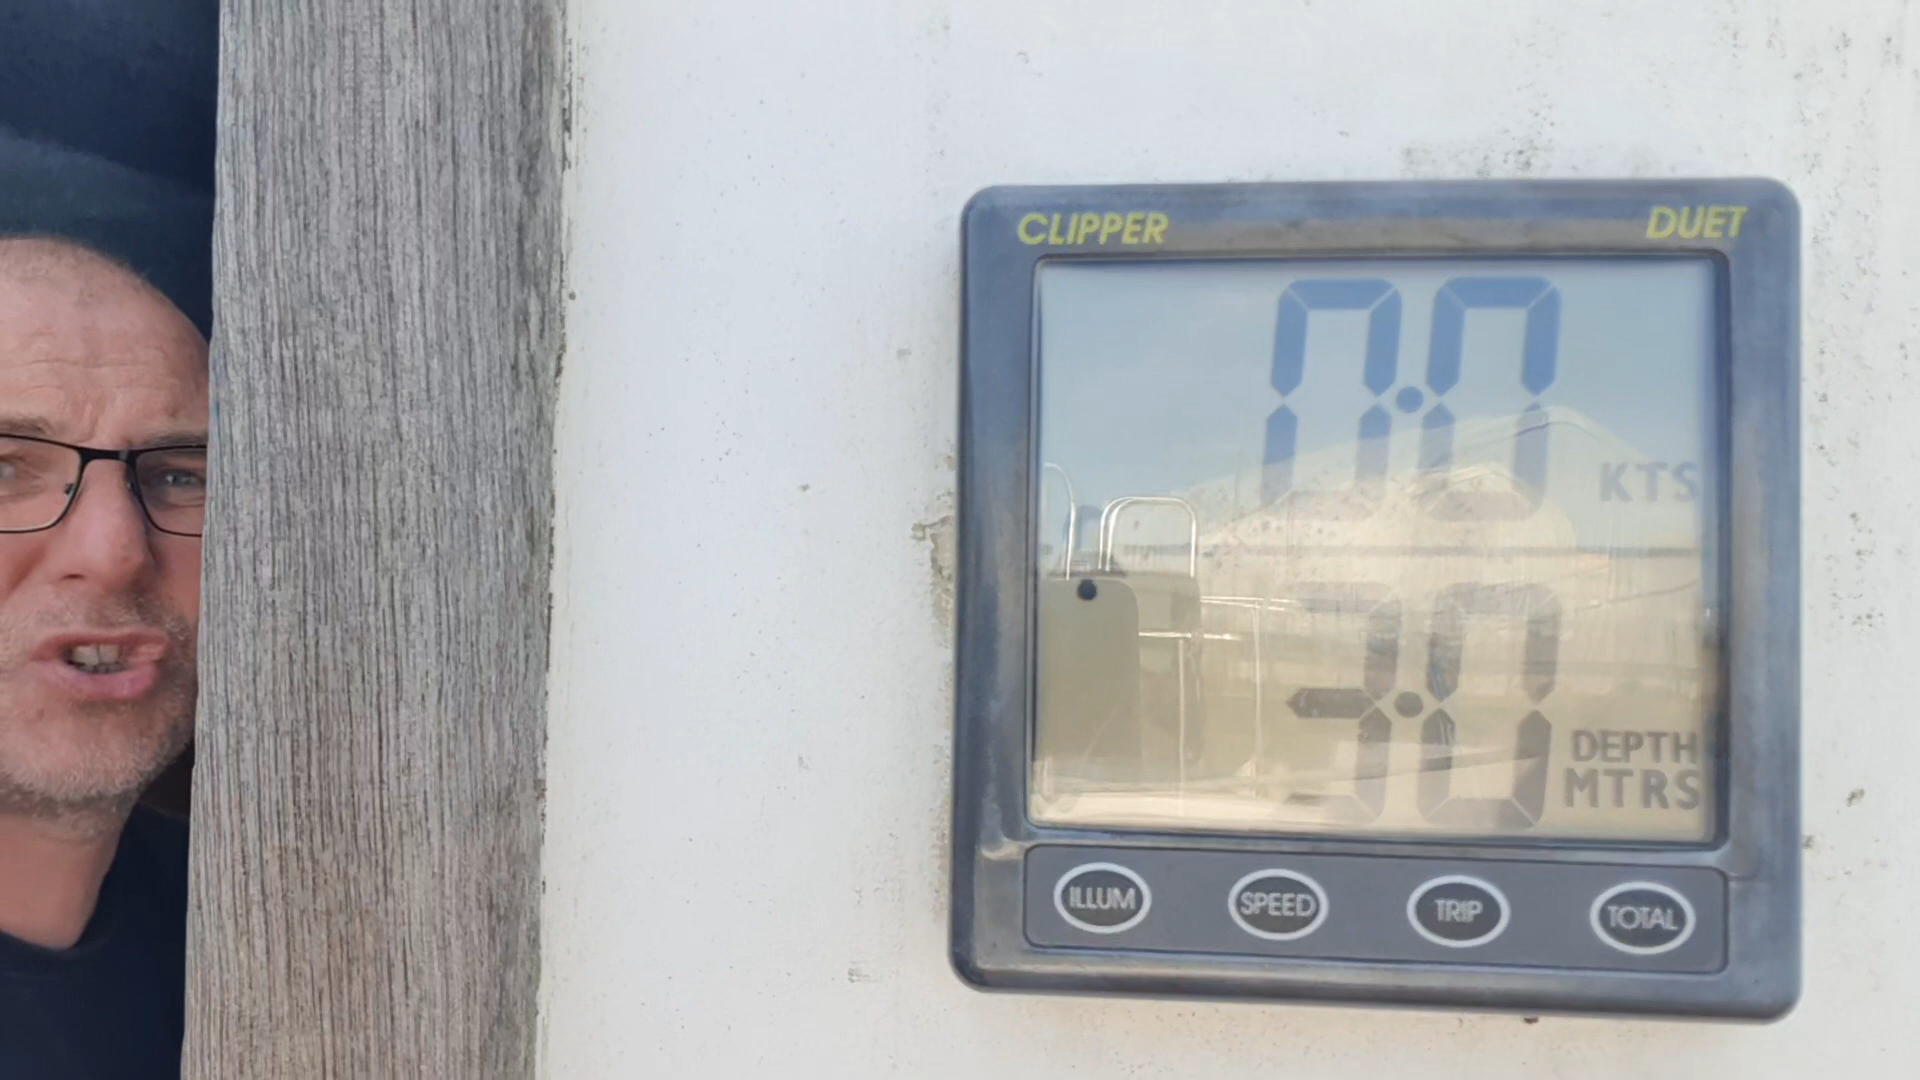 CLIPPER DUET
0.0 KTS
3.0 DEPTH
MTRS
ILLUM SPEED TRIP TOTAL